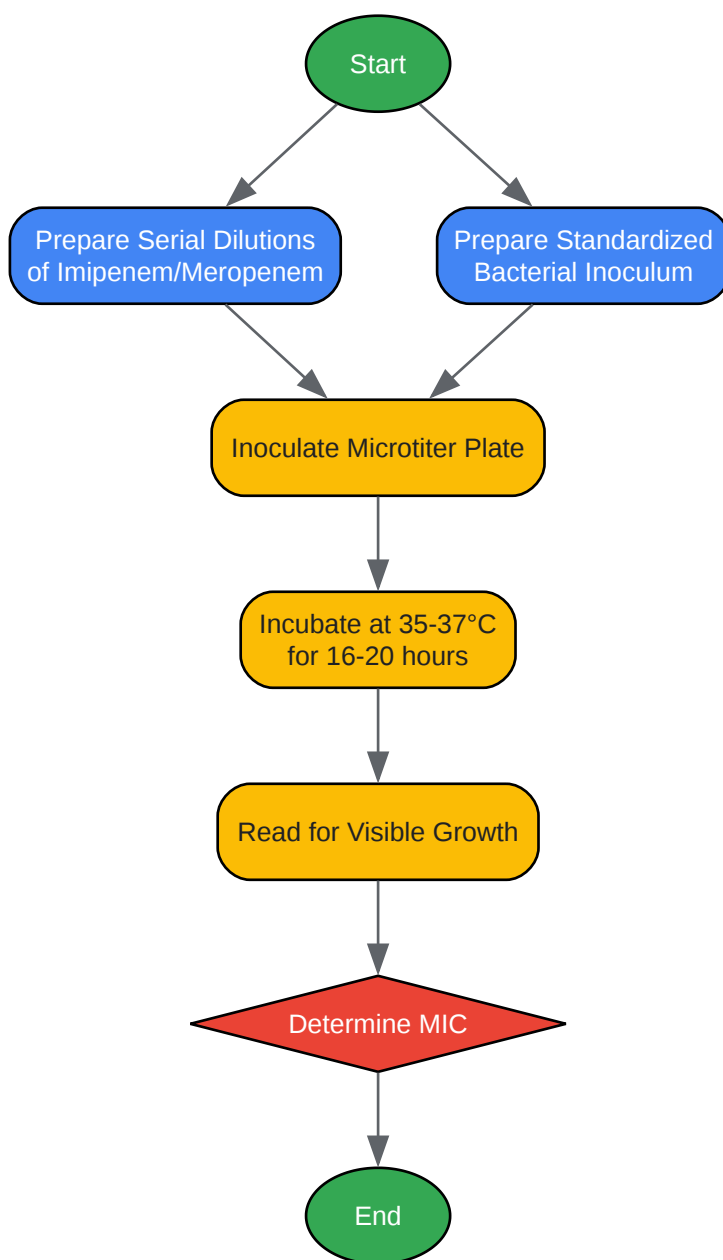 Start
Prepare Serial Dilutions
of Imipenem/Meropenem
Prepare Standardized
Bacterial Inoculum
Inoculate Microtiter Plate
Incubate at 35-37°C
for 16-20 hours
Read for Visible Growth
Determine MIC
End